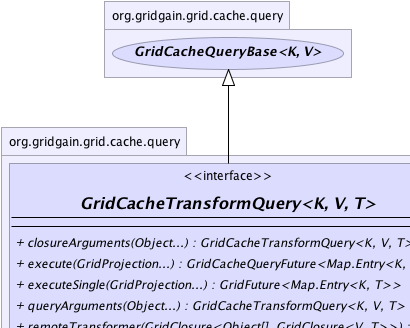 org.gridgain.grid.cache.query
GridCacheQueryBase<K, V>
org.gridgain.grid.cache.query
<<interface>>
GridCacheTransformQuery<K, V, T>
+ closureArguments(Object...) : GridCacheTransformQuery<K, V, T>
+ execute(GridProjection...) : GridCacheQueryFuture<Map.Entry<K,
+ executeSingle(GridProjection...) : GridFuture<Map.Entry<K, T>>
+ queryArguments(Object...) : GridCacheTransformQuery<K, V, T>
+ remoteTransformer(GridClosure<Object[], GridClosure<V, T>>) :